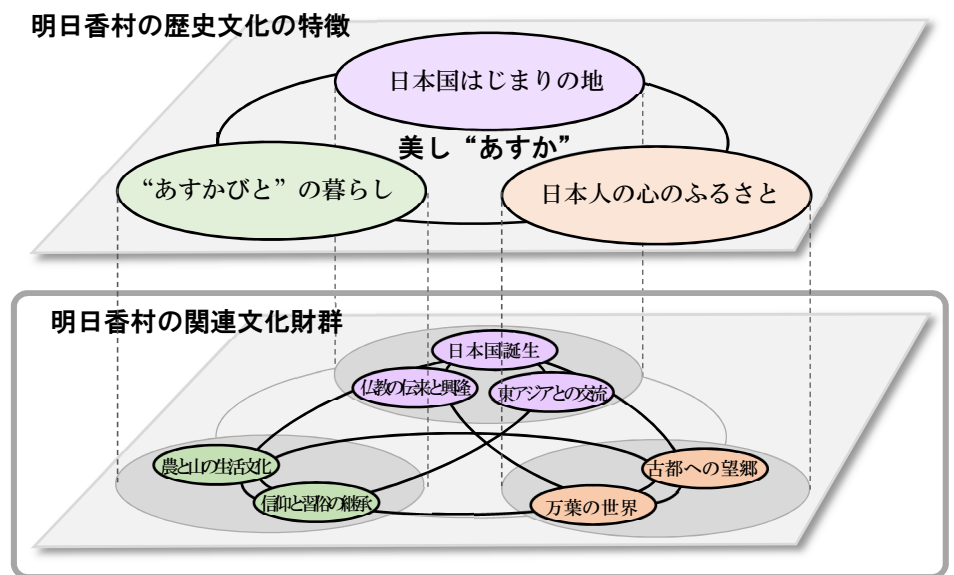 明日香村の歴史文化の特徴
日本国はじまりの地
美し“あすか”
“あすかびと”の暮らし
日本人の心のふるさと
明日香村の関連文化財群
日本国誕生
仏教の伝来と興隆
東アジアとの交流
農と山の生活文化
古都への望郷
信仰と習俗の継承
万葉の世界